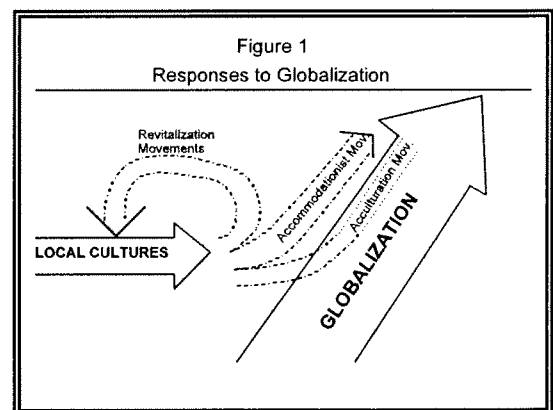 Figure 1
Responses to Globalization
Revitalization
Movements
Accommodationist Mov.
Acculturation Mov.
LOCAL CULTURES
GLOBALIZATION